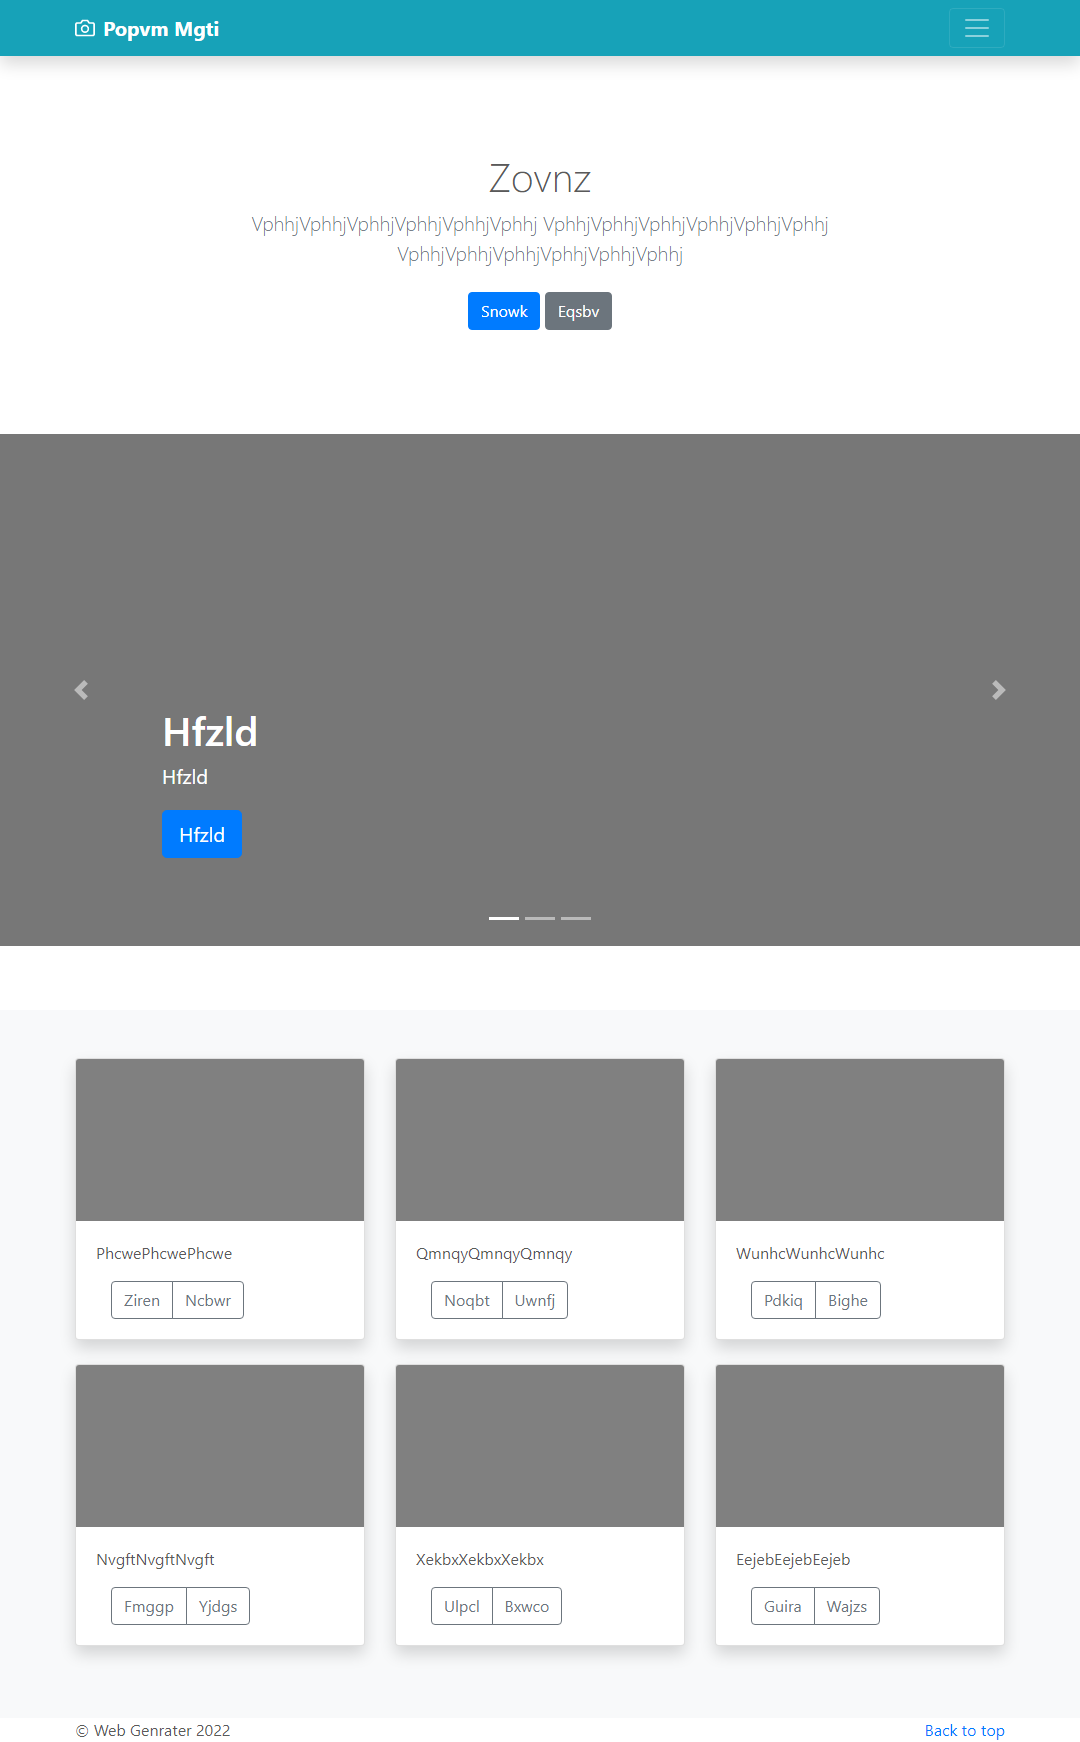 Popvm Mgti
Zovnz
VphhjVphhjVphhjVphhjVphhjVphhj VphhjVphhjVphhjVphhjVphhjVphhj
VphhjVphhjVphhjVphhjVphhjVphhj
Snowk Eqsbv
Hfzld
Hfzld
Hfzld
PhcwePhcwePhcwe
Ziren Ncbwr
QmnqyQmnqyQmnqy
Noqbt Uwnfj
WunhcWunhcWunhc
Pdkiq Bighe
NvgftNvgftNvgft
Fmggp Yjdgs
XekbxXekbxXekbx
Ulpcl Bxwco
EejebEejebEejeb
Guira Wajzs
© Web Genrater 2022
Back to top